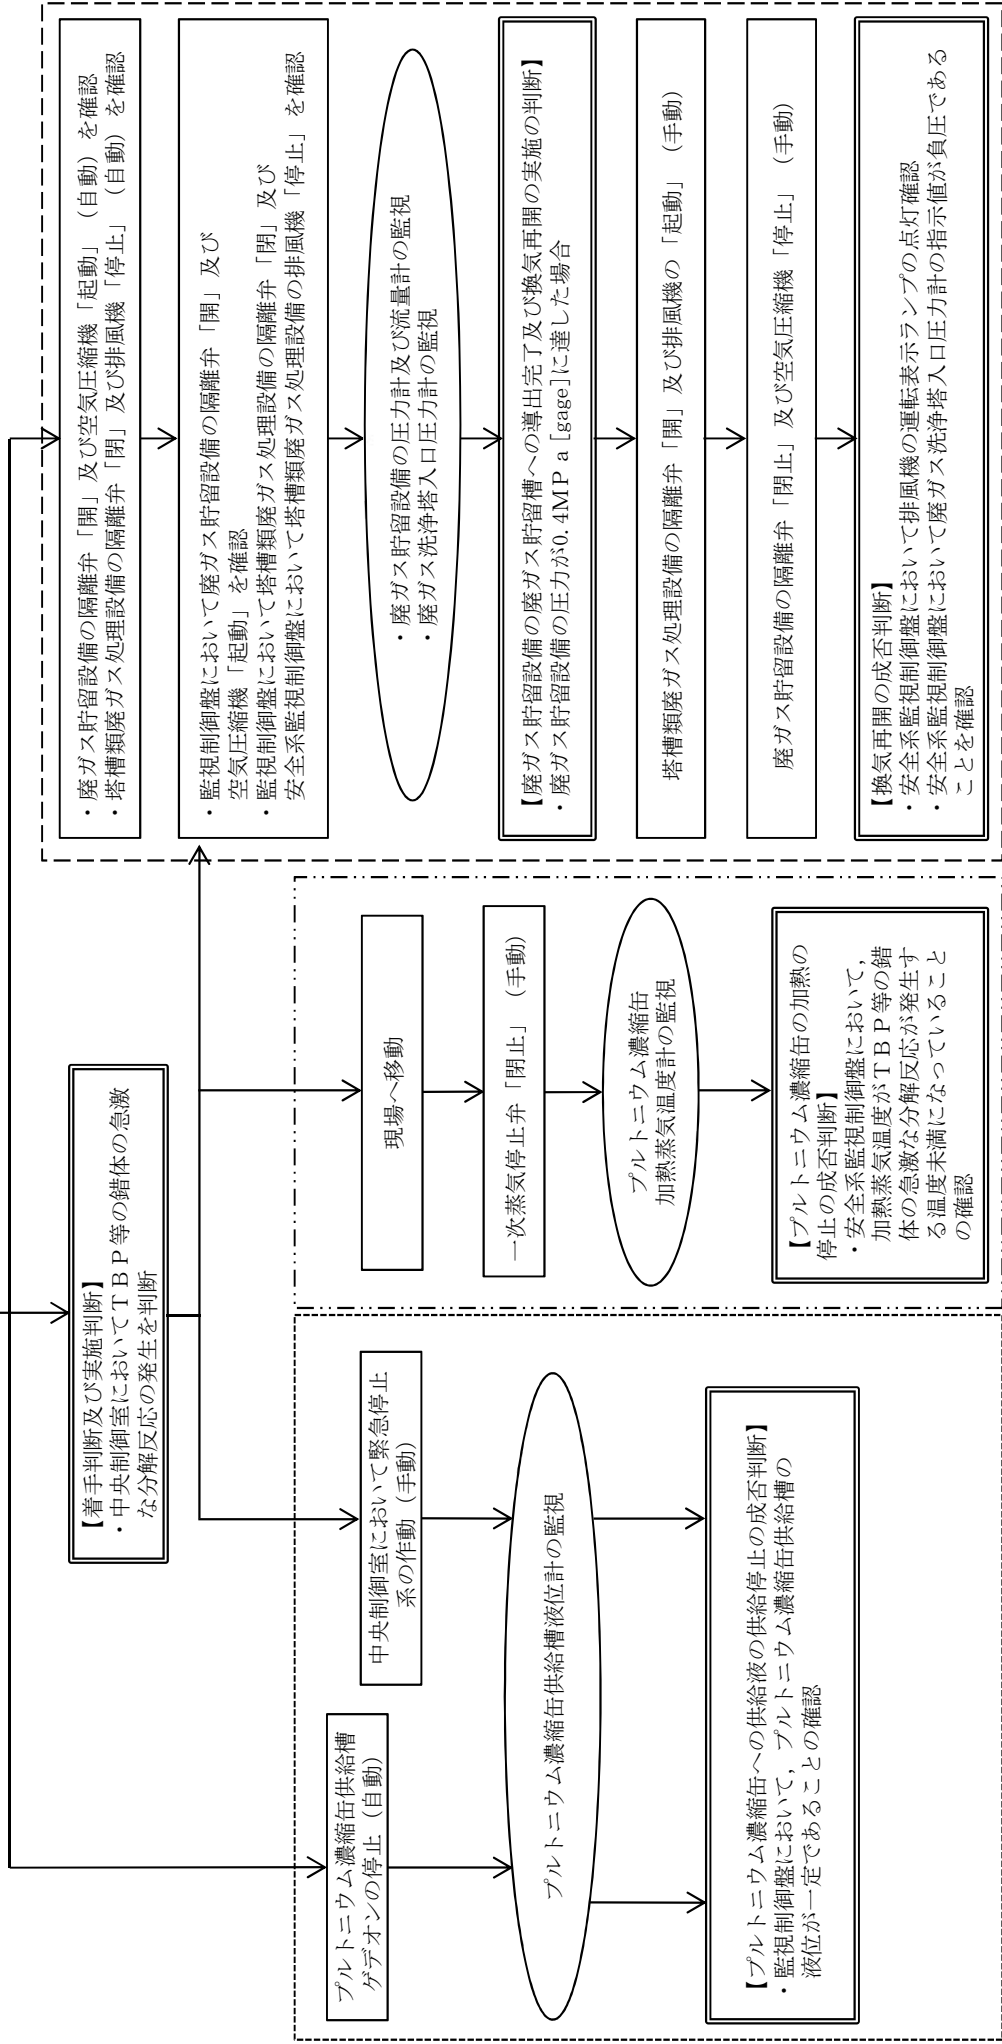 【着手判断及び実施判断】
・中央制御室においてTBP等の錯体の急激
な分解反応の発生を判断
プルトニウム濃縮缶供給槽
ゲデオンの停止(自動)
中央制御室において緊急停止
系の作動(手動)
プルトニウム濃縮缶供給槽液位計の監視
【プルトニウム濃縮缶への供給液の供給停止の成否判断】
・監視制御盤において,プルトニウム濃縮缶供給槽の
液位が一定であることの確認
現場へ移動
一次蒸気停止弁「閉止」(手動)
プルトニウム濃縮缶
加熱蒸気温度計の監視
【プルトニウム濃縮缶の加熱の
停止の成否判断】
・安全系監視制御盤において,
加熱蒸気温度がTBP等の錯
体の急激な分解反応が発生す
る温度未満になっていること
の確認
・廃ガス貯留設備の隔離弁「開」及び空気圧縮機「起動」(自動)を確認
・塔槽類廃ガス処理設備の隔離弁「閉」及び排風機「停止」(自動)を確認
・監視制御盤において廃ガス貯留設備の隔離弁「開」及び
空気圧縮機「起動」を確認
・監視制御盤において塔槽類廃ガス処理設備の隔離弁「閉」及び
安全系監視制御盤において塔槽類廃ガス処理設備の排風機「停止」を確認
・廃ガス貯留設備の圧力計及び流量計の監視
・廃ガス洗浄塔入口圧力計の監視
【廃ガス貯留設備の廃ガス貯留槽への導出完了及び換気再開の実施の判断】
・廃ガス貯留設備の圧力が0.4MPa[gage]に達した場合
塔槽類廃ガス処理設備の隔離弁「開」及び排風機の「起動」(手動)
廃ガス貯留設備の隔離弁「閉止」及び空気圧縮機「停止」(手動)
【換気再開の成否判断】
・安全系監視制御盤において排風機の運転表示ランプの点灯確認
・安全系監視制御盤において廃ガス洗浄塔入口圧力計の指示値が負圧である
ことを確認